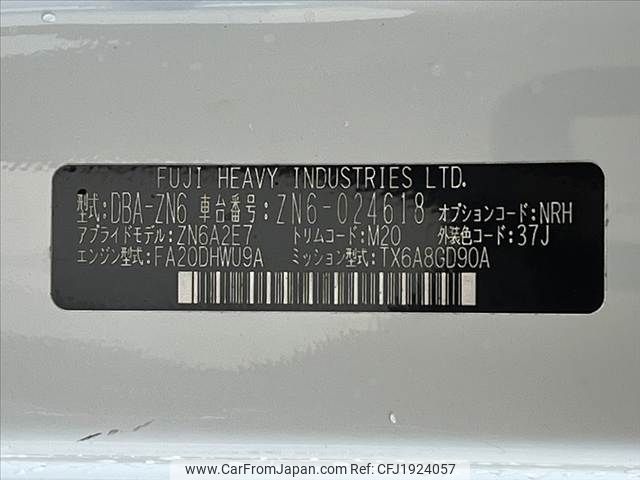 FUJI HEAVY INDUSTRIES LTD.
型式:DBA-ZN6 車台番号:ZN6-024618 オプションコード:NRH
アプライドモデル:ZN6A2E7 トリムコード:M20 外装色コード:37J
エンジン型式:FA20DHWU9A ミッション型式:TX6A8GD90A
www.CarFromJapan.com - CFJ1924057